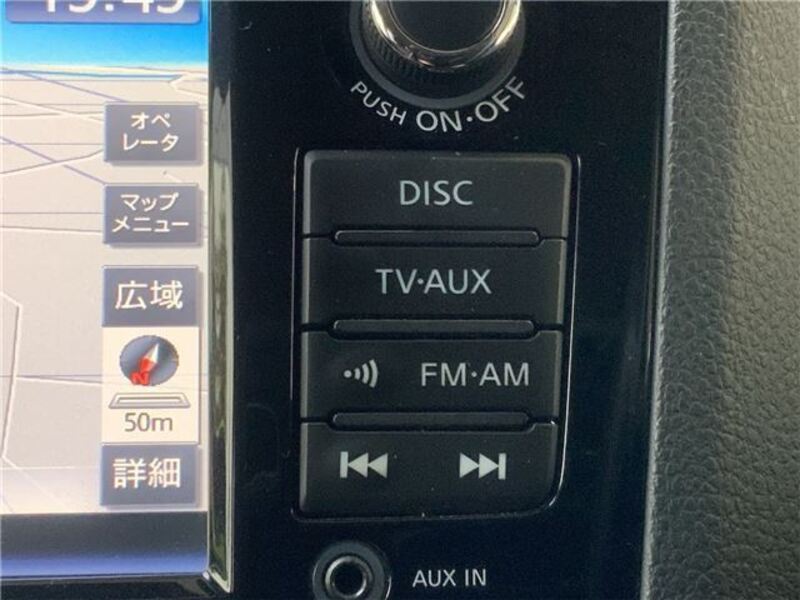 オペ
レータ
マップ
メニュー
広域
N
50m
詳細
PUSH ON·OFF
DISC
TV·AUX
FM·AM
AUX IN